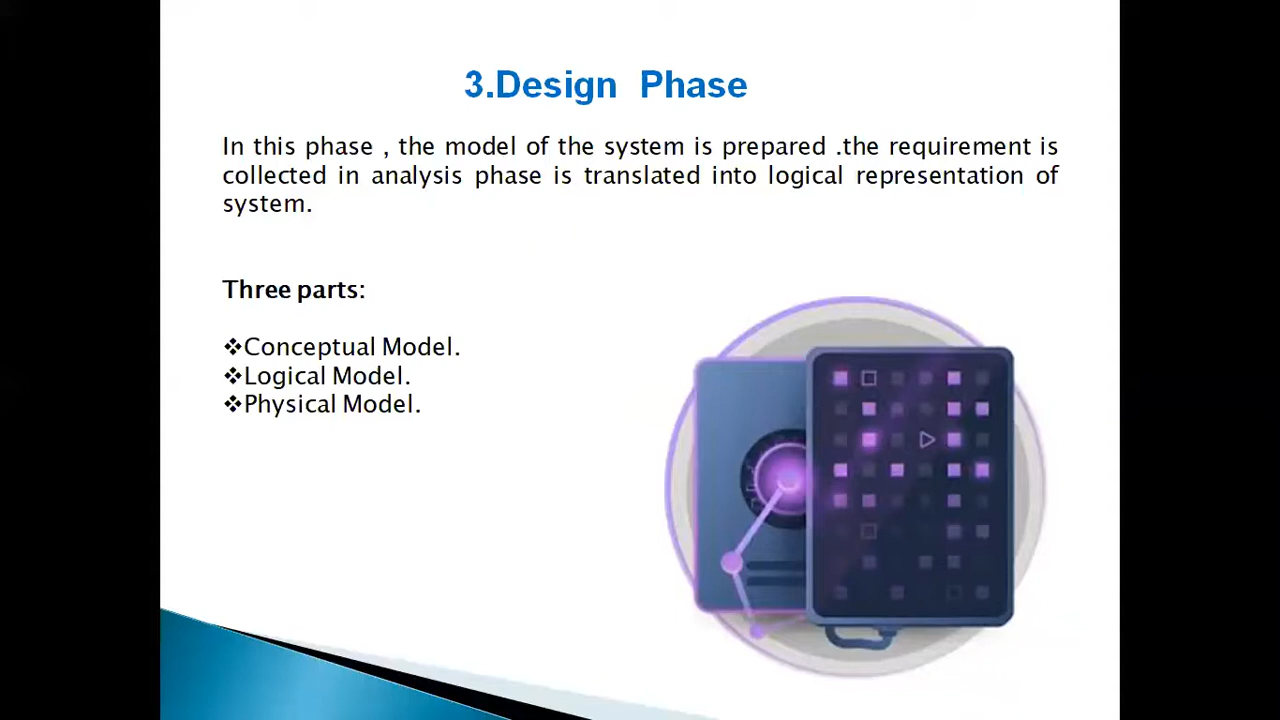 3.Design Phase
In this phase , the model of the system is prepared .the requirement is
collected in analysis phase is translated into logical representation of
system.
Three parts:
❖Conceptual Model.
❖Logical Model.
❖Physical Model.